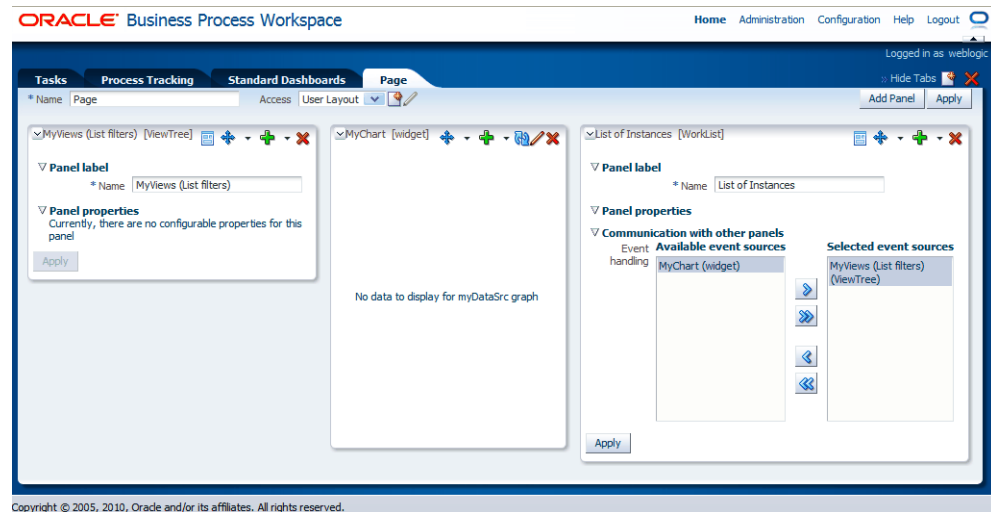 ORACLE Business Process Workspace
Home Administration Configuration Help Logout
Logged in as weblogic
Tasks Process Tracking Standard Dashboards Page
:: Hide Tabs
* Name Page Access User Layout Add Panel Apply
MyViews (List filters) [ViewTree]
Panel label
* Name MyViews (List filters)
Panel properties
Currently, there are no configurable properties for this
panel
Apply
MyChart [widget]
No data to display for myDataSrc graph
List of Instances [WorkList]
Panel label
* Name List of Instances
Panel properties
Communication with other panels
Event handling
Available event sources
MyChart (widget)
Selected event sources
MyViews (List filters)
(ViewTree)
Apply
Copyright © 2005, 2010, Oracle and/or its affiliates. All rights reserved.